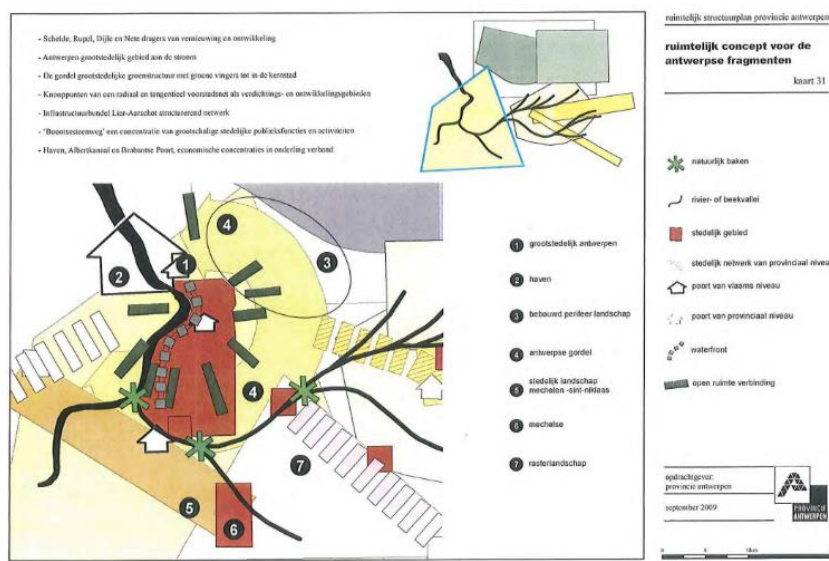 - Schelde, Rupel, Dijle en Nete dragers van vernieuwing en ontwikkeling
- Antwerpen grootstedelijk gebied aan de stroom
- De gordel grootstedelijke groenstructuur met groene vingers tot in de kernstad
- Knooppunten van een radiaal en tangentieel voorstadsnet als verdichtings- en ontwikkelingsgebieden
- Infrastructuurbundel Lier-Aarschot structurerend netwerk
- 'Boomsesteenweg' een concentratie van grootschalige stedelijke publieksfuncties en activiteiten
- Haven, Albertkanaal en Brabantse Poort, economische concentraties in onderling verband
4
1
2
3
4
7
5
6
1 grootstedelijk antwerpen
2 haven
3 bebouwd perifeer landschap
4 antwerpse gordel
5 stedelijk landschap
mechelen -sint-niklaas
6 mechelse
7 rasterlandschap
ruimtelijk structuurplan provincie antwerpen
ruimtelijk concept voor de
antwerpse fragmenten
kaart 31
natuurlijk baken
rivier- of beekvallei
stedelijk gebied
stedelijk netwerk van provinciaal nivea
poort van vlaams niveau
poort van provinciaal niveau
waterfront
open ruimte verbinding
opdrachtgever:
provincie antwerpen
september 2009
PROVINCIE
ANTWERPEN